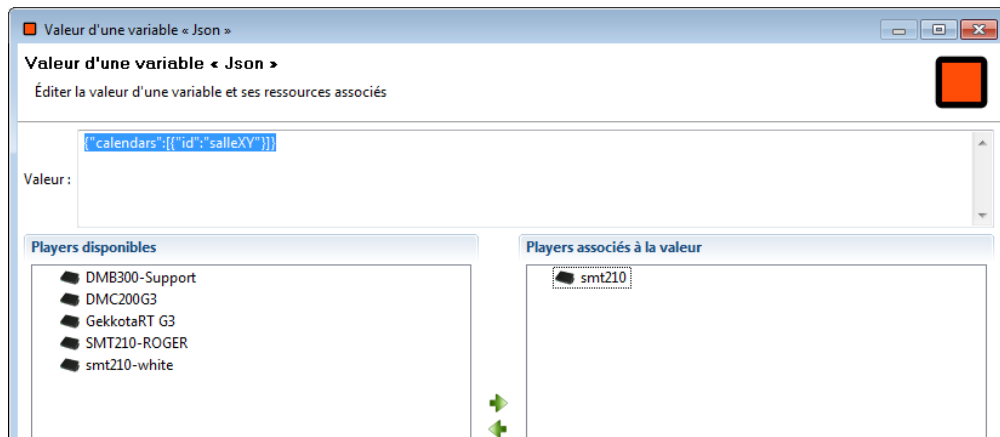 Valeur d'une variable « Json »
Valeur d'une variable « Json »
Éditer la valeur d'une variable et ses ressources associés
Valeur :
{"calendars":[{"id":"salleXY"}]}
Players disponibles
DMB300-Support
DMC200G3
GekkotaRT G3
SMT210-ROGER
smt210-white
Players associés à la valeur
smt210